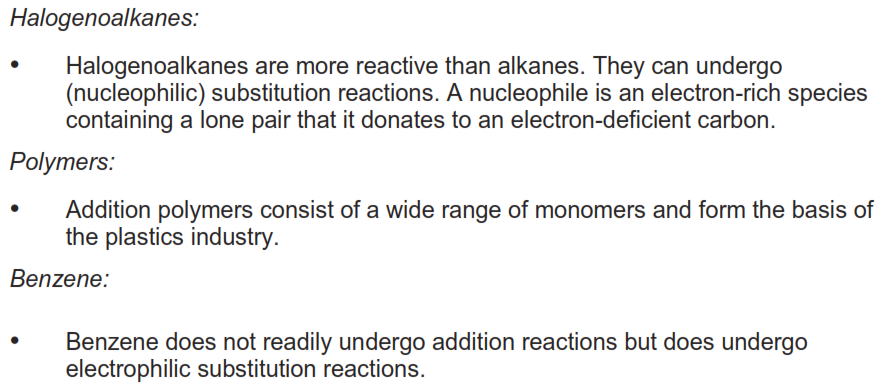 Halogenoalkanes:
• Halogenoalkanes are more reactive than alkanes. They can undergo
(nucleophilic) substitution reactions. A nucleophile is an electron-rich species
containing a lone pair that it donates to an electron-deficient carbon.
Polymers:
• Addition polymers consist of a wide range of monomers and form the basis of
the plastics industry.
Benzene:
• Benzene does not readily undergo addition reactions but does undergo
electrophilic substitution reactions.